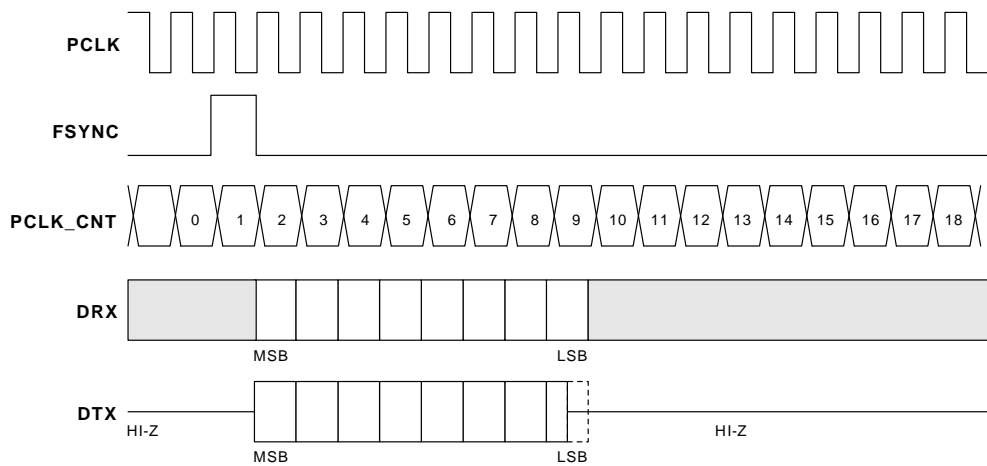 PCLK
FSYNC
PCLK_CNT 0 1 2 3 4 5 6 7 8 9 10 11 12 13 14 15 16 17 18
DRX
MSB LSB
DTX
HI-Z HI-Z
MSB LSB